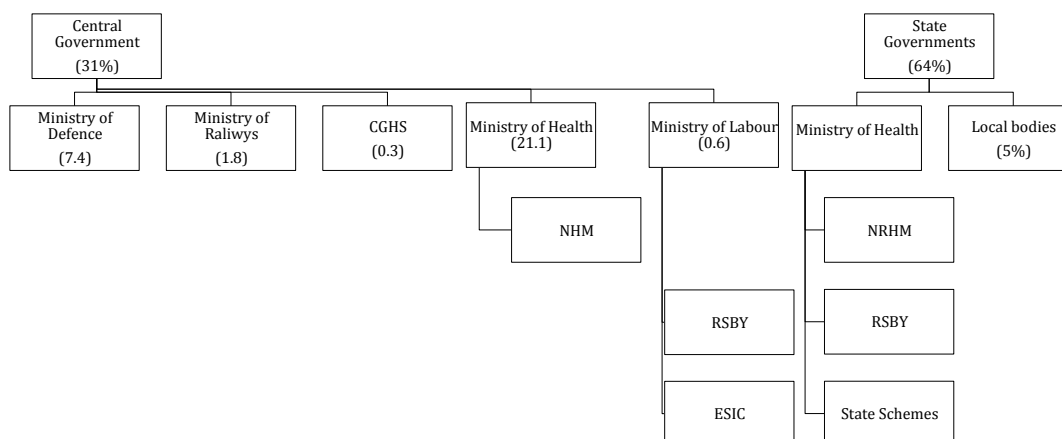 Central
Government
(31%)
State
Governments
(64%)
Ministry of
Defence
(7.4)
Ministry of
Raliwys
(1.8)
CGHS
(0.3)
Ministry of Health
(21.1)
Ministry of Labour
(0.6)
Ministry of Health
Local bodies
(5%)
NHM
NRHM
RSBY
RSBY
ESIC
State Schemes